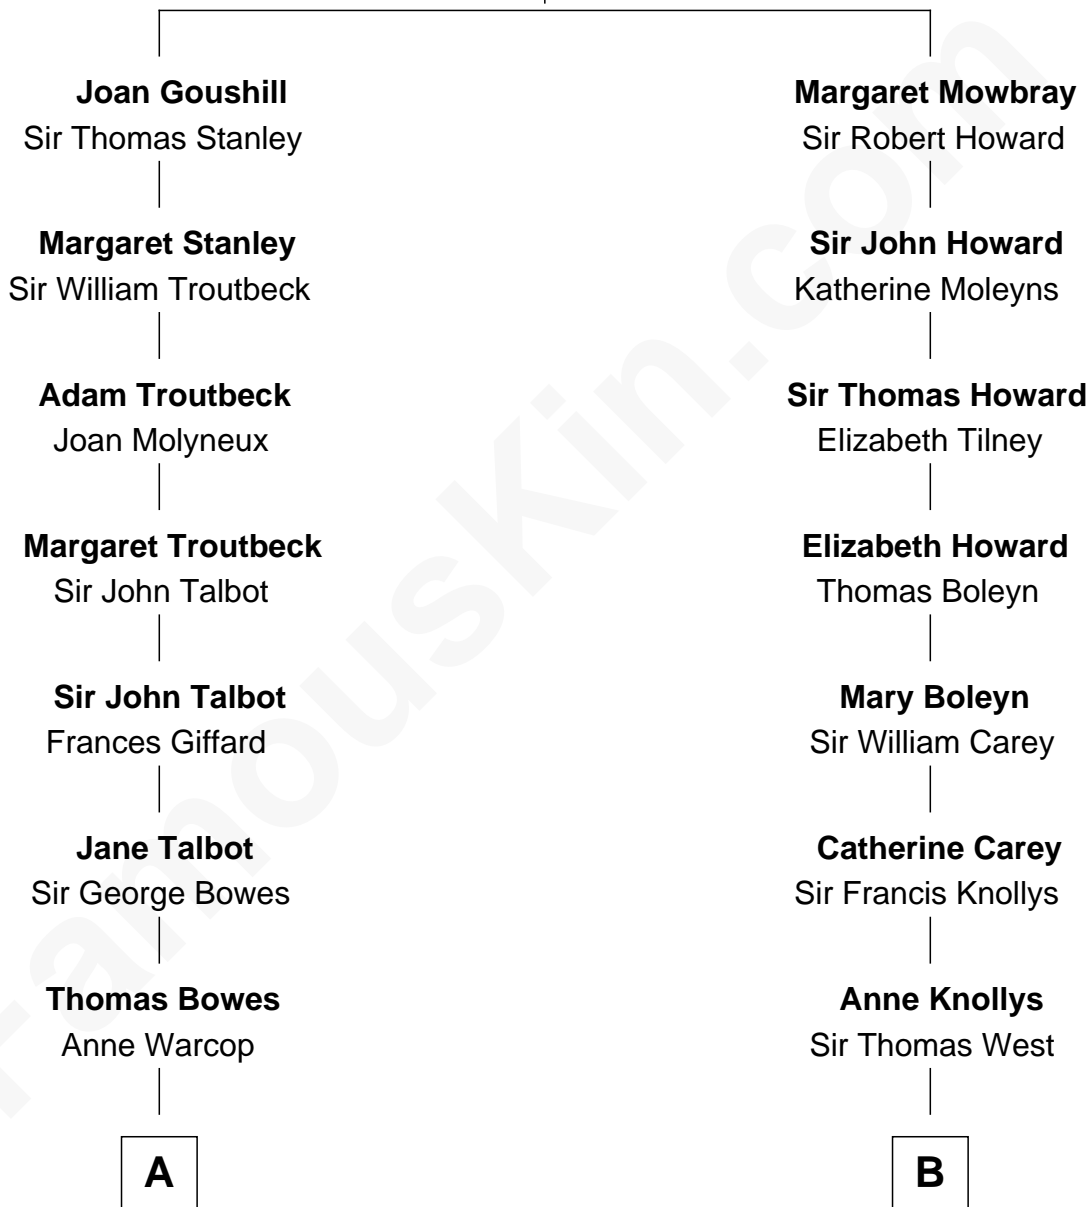 Joan Goushill
Sir Thomas Stanley
Margaret Stanley
Sir William Troutbeck
Adam Troutbeck
Joan Molyneux
Margaret Troutbeck
Sir John Talbot
Sir John Talbot
Frances Giffard
Jane Talbot
Sir George Bowes
Thomas Bowes
Anne Warcop
A
Margaret Mowbray
Sir Robert Howard
Sir John Howard
Katherine Moleyns
Sir Thomas Howard
Elizabeth Tilney
Elizabeth Howard
Thomas Boleyn
Mary Boleyn
Sir William Carey
Catherine Carey
Sir Francis Knollys
Anne Knollys
Sir Thomas West
B
FamousKin.com